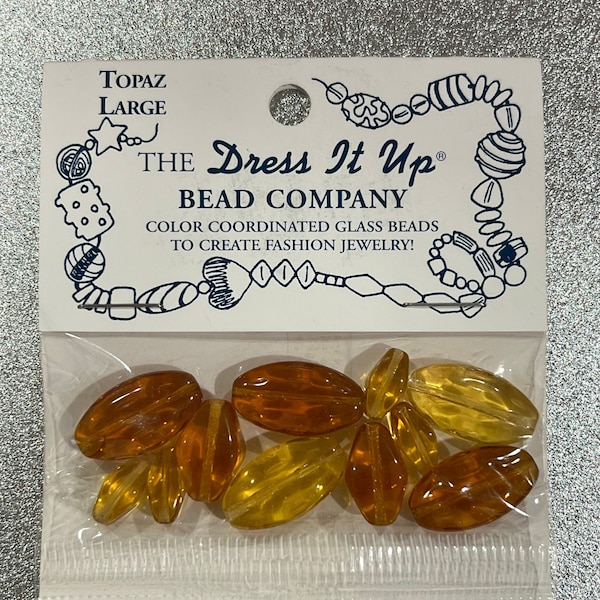 TOPAZ
LARGE
THE Dress It Up®
BEAD COMPANY
COLOR COORDINATED GLASS BEADS
TO CREATE FASHION JEWELRY!